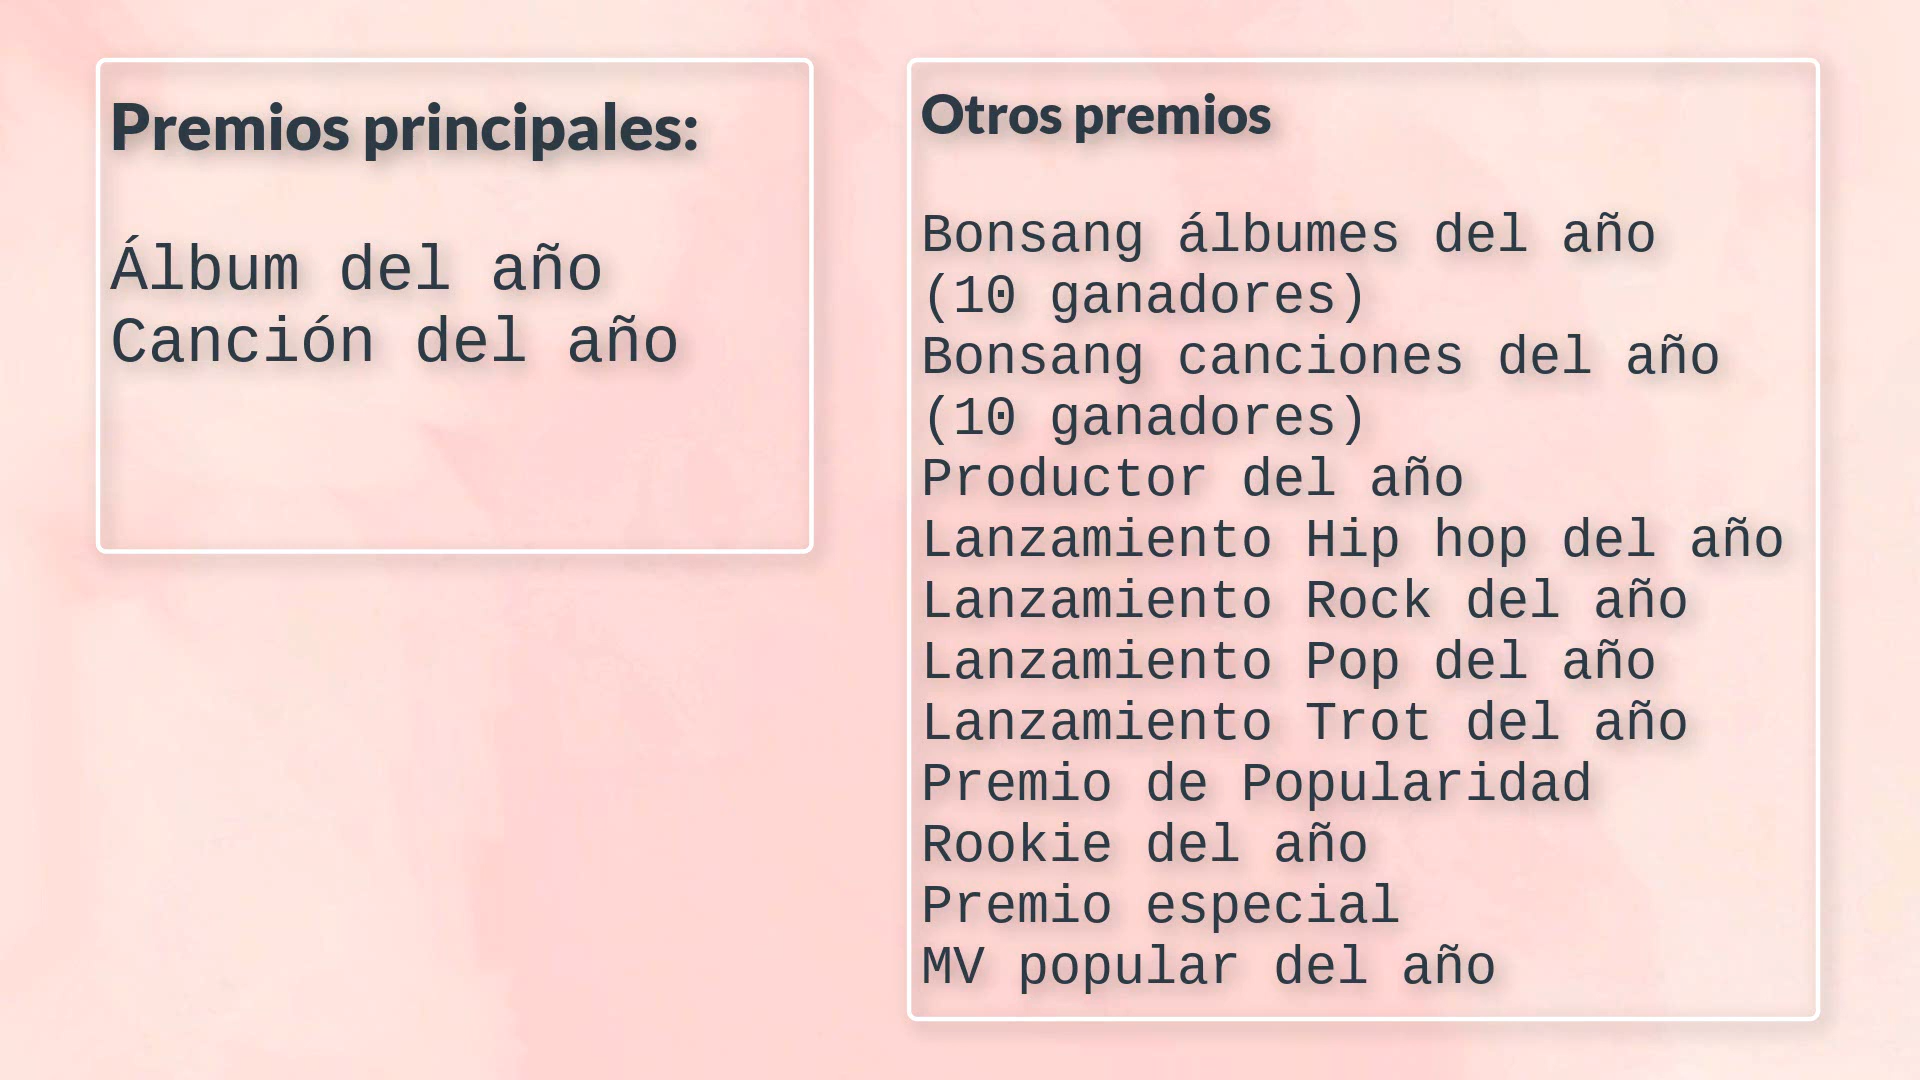 Premios principales:
Álbum del año
Canción del año
Otros premios
Bonsang álbumes del año
(10 ganadores)
Bonsang canciones del año
(10 ganadores)
Productor del año
Lanzamiento Hip hop del año
Lanzamiento Rock del año
Lanzamiento Pop del año
Lanzamiento Trot del año
Premio de Popularidad
Rookie del año
Premio especial
MV popular del año